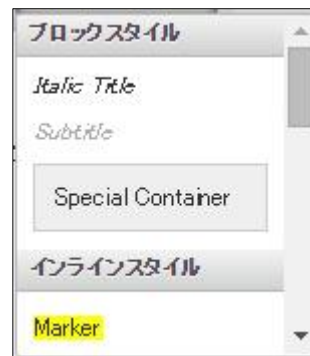 ブロックスタイル
Italic Title
Subtitle
Special Container
インラインスタイル
Marker